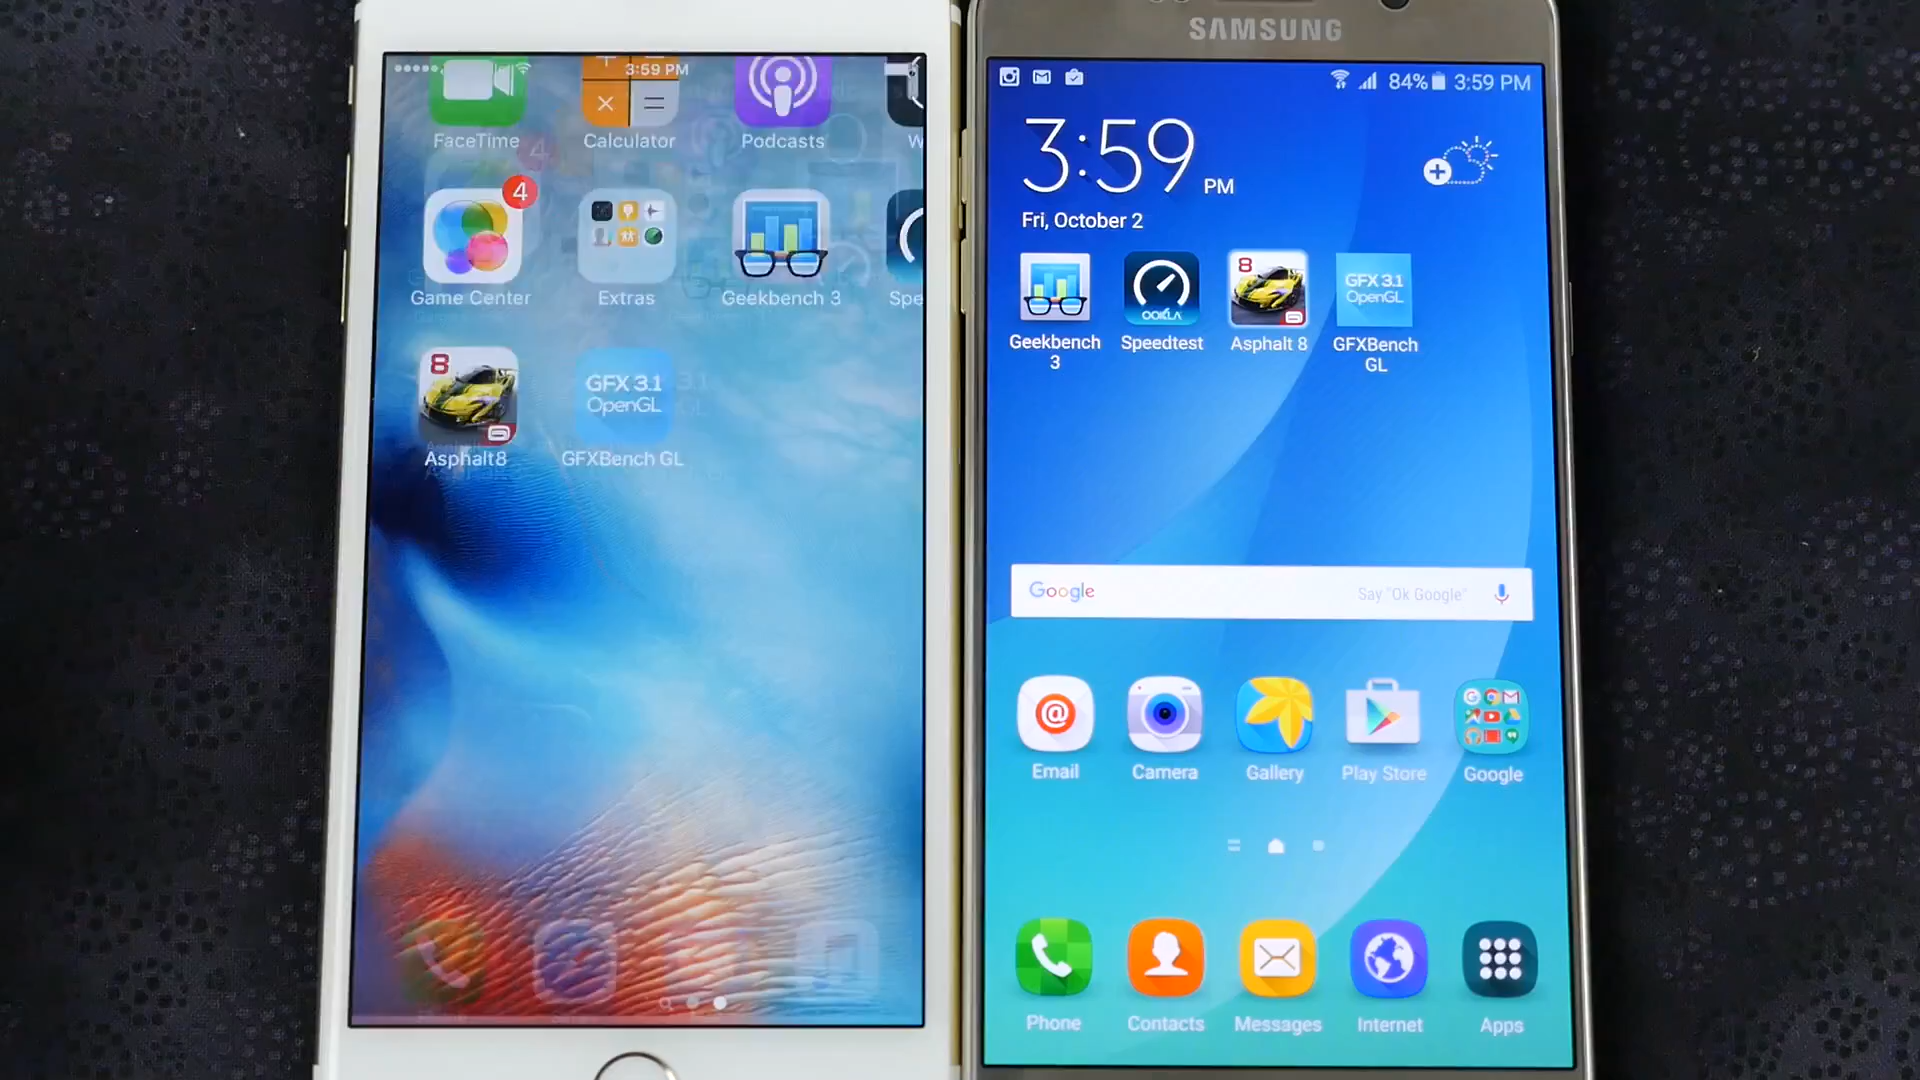 3:59 PM
FaceTime
Calculator
Podcasts
W
4
Game Center
Extras
Geekbench 3
Spe
8
GFX 3.1
OpenGL
Asphalt8
GFXBench GL
SAMSUNG
84% 3:59 PM
3:59 PM
Fri, October 2
OOKLA
8
GFX 3.1
OpenGL
Geekbench
3
Speedtest
Asphalt 8
GFXBench
GL
Google
Say "Ok Google"
Email
Camera
Gallery
Play Store
Google
Phone
Contacts
Messages
Internet
Apps